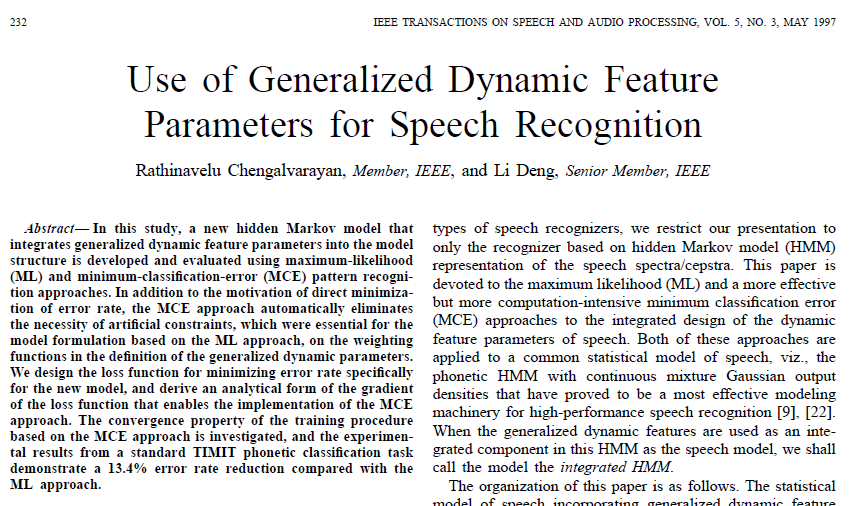 232
IEEE TRANSACTIONS ON SPEECH AND AUDIO PROCESSING, VOL. 5, NO. 3, MAY 1997
Use of Generalized Dynamic Feature
Parameters for Speech Recognition
Rathinavelu Chengalvarayan, Member, IEEE, and Li Deng, Senior Member, IEEE
Abstract—In this study, a new hidden Markov model that
integrates generalized dynamic feature parameters into the model
structure is developed and evaluated using maximum-likelihood
(ML) and minimum-classification-error (MCE) pattern recogni-
tion approaches. In addition to the motivation of direct minimiza-
tion of error rate, the MCE approach automatically eliminates
the necessity of artificial constraints, which were essential for the
model formulation based on the ML approach, on the weighting
functions in the definition of the generalized dynamic parameters.
We design the loss function for minimizing error rate specifically
for the new model, and derive an analytical form of the gradient
of the loss function that enables the implementation of the MCE
approach. The convergence property of the training procedure
based on the MCE approach is investigated, and the experimen-
tal results from a standard TIMIT phonetic classification task
demonstrate a 13.4% error rate reduction compared with the
ML approach.
types of speech recognizers, we restrict our presentation to
only the recognizer based on hidden Markov model (HMM)
representation of the speech spectra/cepstra. This paper is
devoted to the maximum likelihood (ML) and a more effective
but more computation-intensive minimum classification error
(MCE) approaches to the integrated design of the dynamic
feature parameters of speech. Both of these approaches are
applied to a common statistical model of speech, viz., the
phonetic HMM with continuous mixture Gaussian output
densities that have proved to be a most effective modeling
machinery for high-performance speech recognition [9], [22].
When the generalized dynamic features are used as an inte-
grated component in this HMM as the speech model, we shall
call the model the integrated HMM.
The organization of this paper is as follows. The statistical
model of speech incorporating generalized dynamic feature